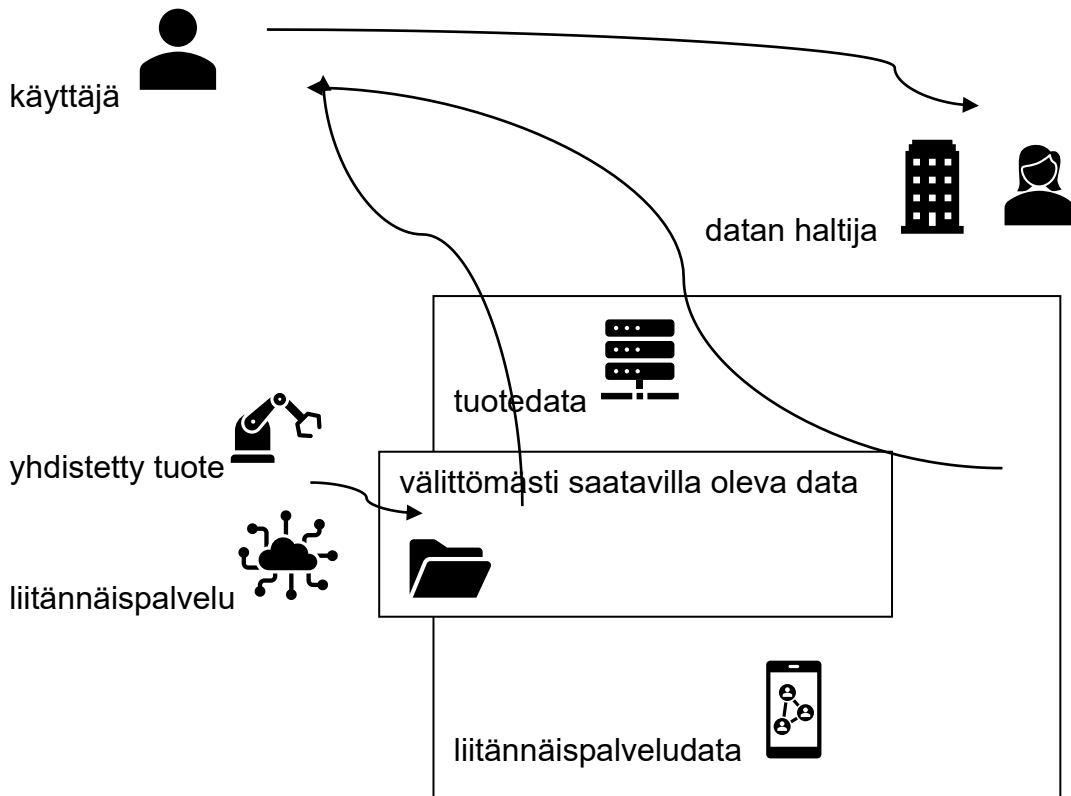 käyttäjä
datan haltija
tuotedata
yhdistetty tuote
välittömästi saatavilla oleva data
liitännäispalvelu
liitännäispalveludata